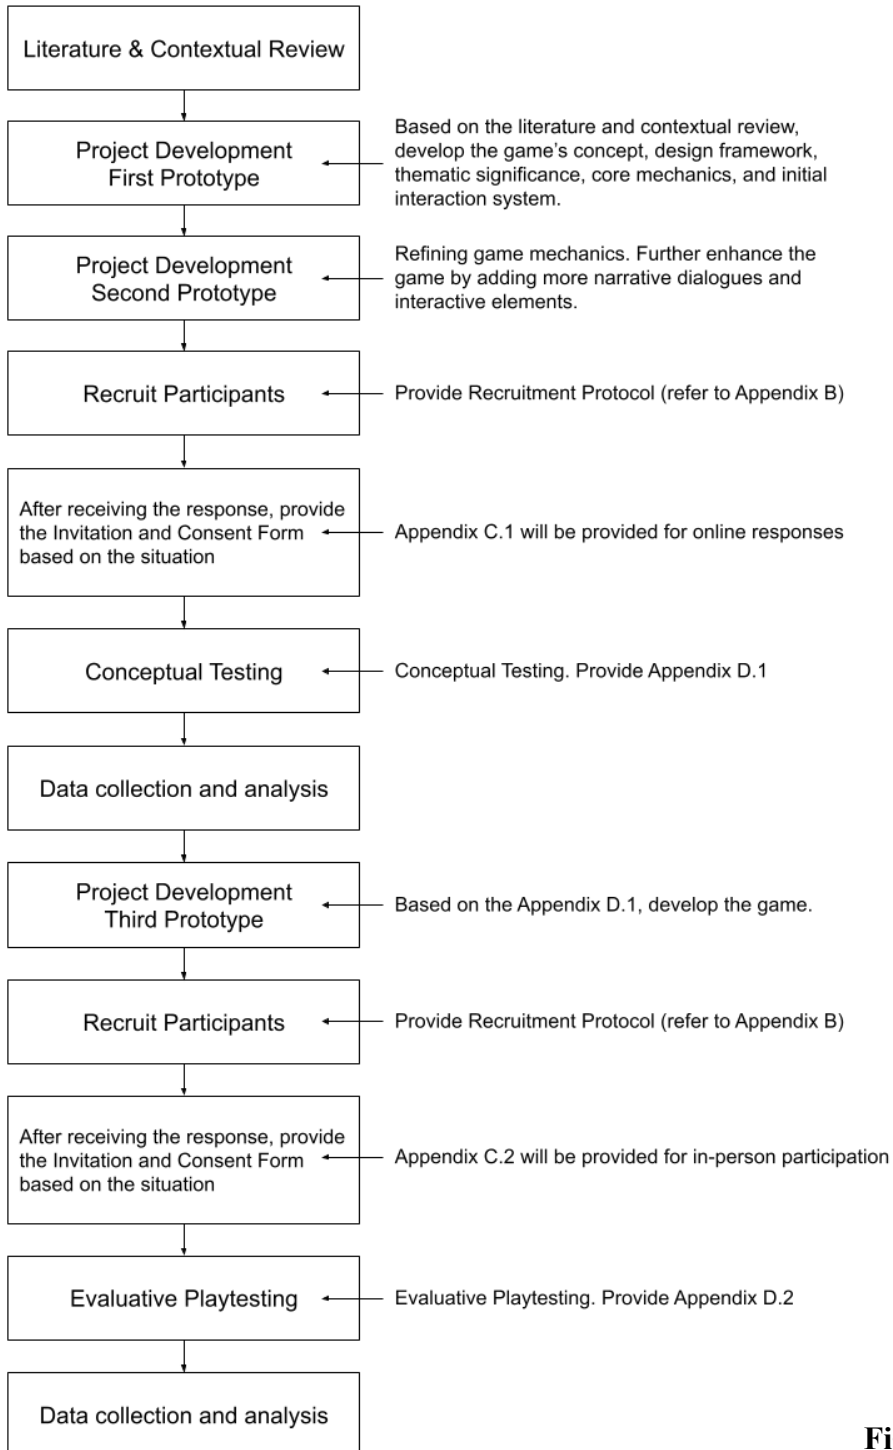 Literature & Contextual Review
Project Development
First Prototype
Based on the literature and contextual review,
develop the game’s concept, design framework,
thematic significance, core mechanics, and initial
interaction system.
Project Development
Second Prototype
Refining game mechanics. Further enhance the
game by adding more narrative dialogues and
interactive elements.
Recruit Participants
Provide Recruitment Protocol (refer to Appendix B)
After receiving the response, provide
the Invitation and Consent Form
based on the situation
Appendix C.1 will be provided for online responses
Conceptual Testing
Conceptual Testing. Provide Appendix D.1
Data collection and analysis
Project Development
Third Prototype
Based on the Appendix D.1, develop the game.
Recruit Participants
Provide Recruitment Protocol (refer to Appendix B)
After receiving the response, provide
the Invitation and Consent Form
based on the situation
Appendix C.2 will be provided for in-person participation
Evaluative Playtesting
Evaluative Playtesting. Provide Appendix D.2
Data collection and analysis
Fi